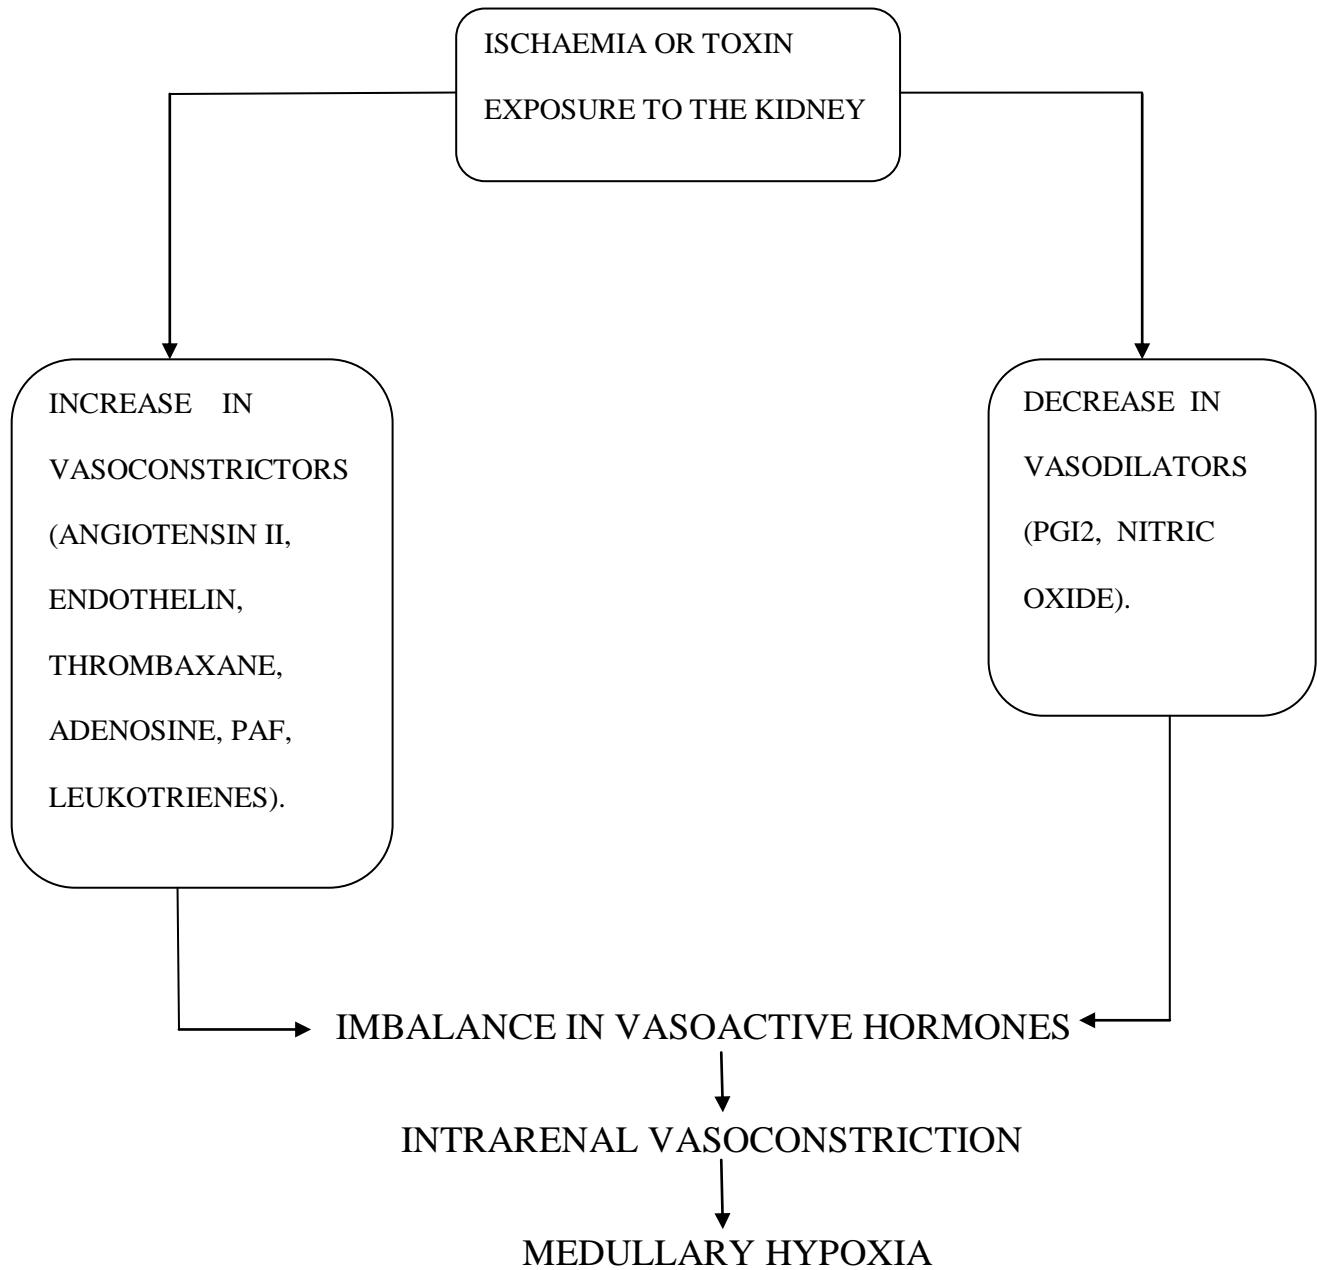 ISCHAEMIA OR TOXIN
EXPOSURE TO THE KIDNEY
INCREASE IN
VASOCONSTRICTORS
(ANGIOTENSIN II,
ENDOTHELIN,
THROMBAXANE,
ADENOSINE, PAF,
LEUKOTRIENES).
DECREASE IN
VASODILATORS
(PGI2, NITRIC
OXIDE).
IMBALANCE IN VASOACTIVE HORMONES
INTRARENAL VASOCONSTRICTION
MEDULLARY HYPOXIA